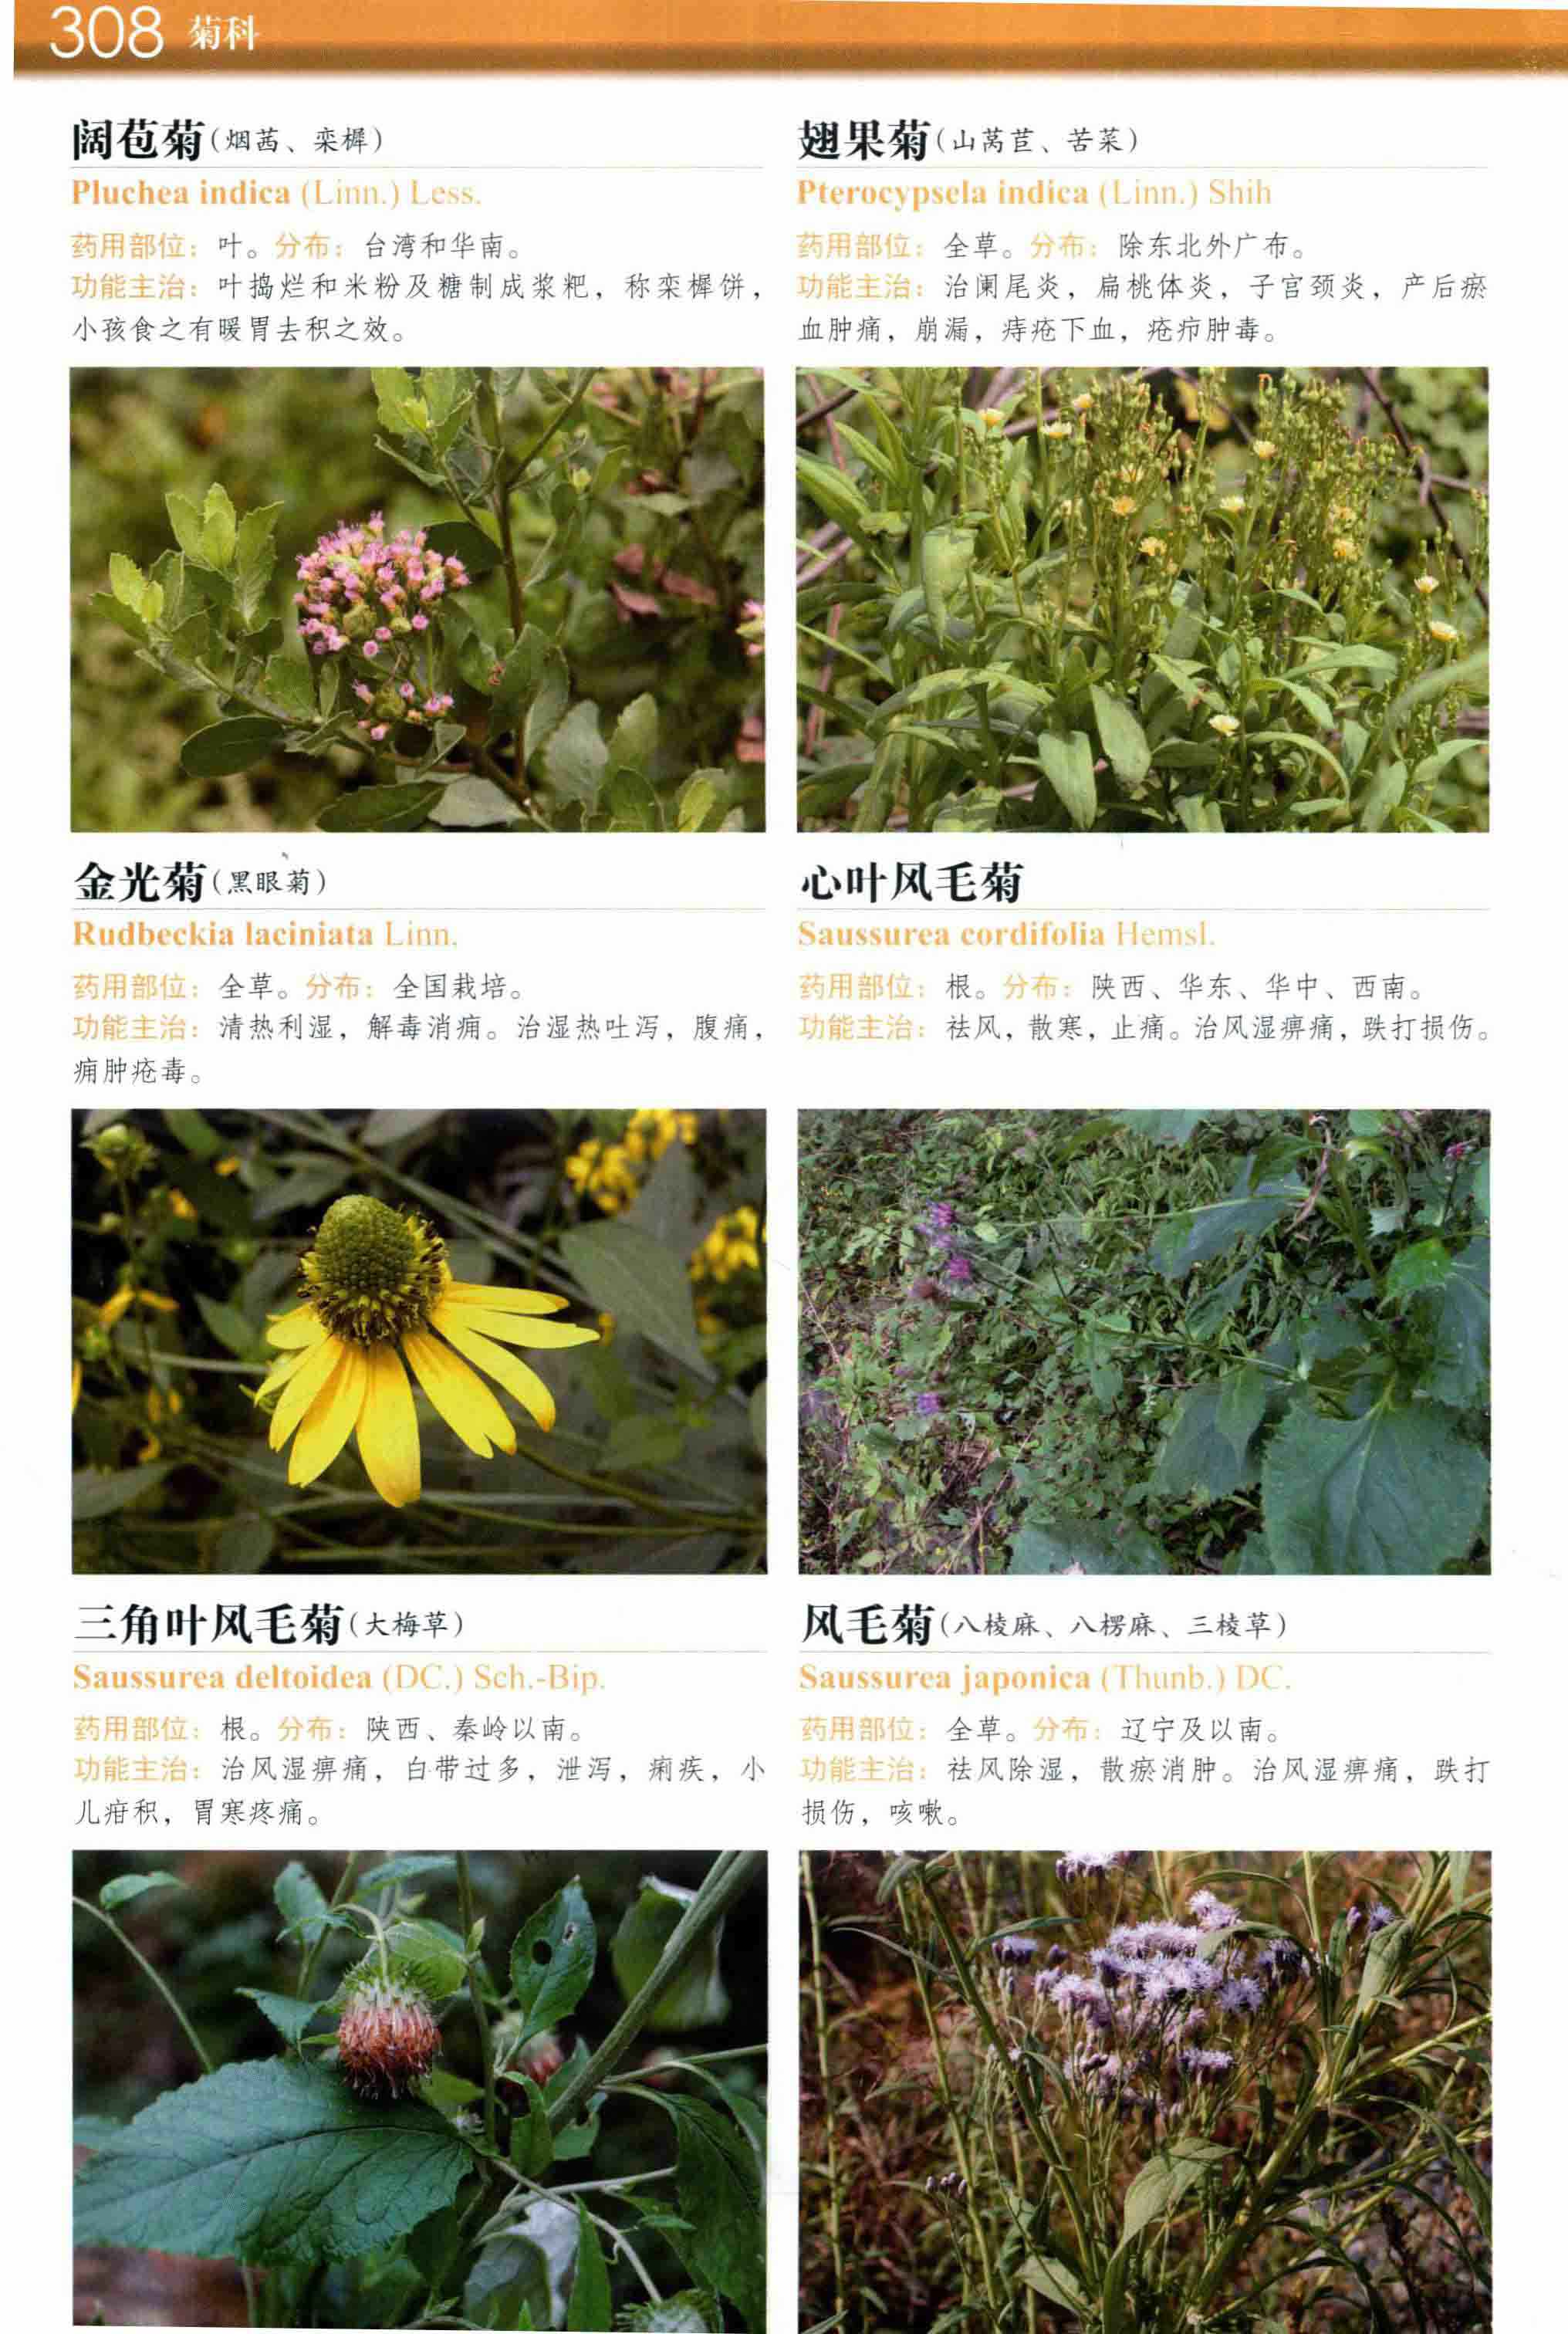 308 菊科
阔苞菊(烟茜、栾樨)
Pluchea indica (Linn.) Less.
药用部位：叶。分布：台湾和华南。
功能主治：叶捣烂和米粉及糖制成浆粑，称栾樨饼，
小孩食之有暖胃去积之效。
翅果菊(山莴苣、苦菜)
Pterocypsela indica (Linn.) Shih
药用部位：全草。分布：除东北外广布。
功能主治：治阑尾炎，扁桃体炎，子宫颈炎，产后瘀
血肿痛，崩漏，痔疮下血，疮疖肿毒。
金光菊(黑眼菊)
Rudbeckia laciniata Linn.
药用部位：全草。分布：全国栽培。
功能主治：清热利湿，解毒消痈。治湿热吐泻，腹痛，
痈肿疮毒。
心叶风毛菊
Saussurea cordifolia Hemsl.
药用部位：根。分布：陕西、华东、华中、西南。
功能主治：祛风，散寒，止痛。治风湿痹痛，跌打损伤。
三角叶风毛菊(大梅草)
Saussurea deltoidea (DC.) Sch.-Bip.
药用部位：根。分布：陕西、秦岭以南。
功能主治：治风湿痹痛，白带过多，泄泻，痢疾，小
儿疳积，胃寒疼痛。
风毛菊(八棱麻、八楞麻、三棱草)
Saussurea japonica (Thunb.) DC.
药用部位：全草。分布：辽宁及以南。
功能主治：祛风除湿，散瘀消肿。治风湿痹痛，跌打
损伤，咳嗽。